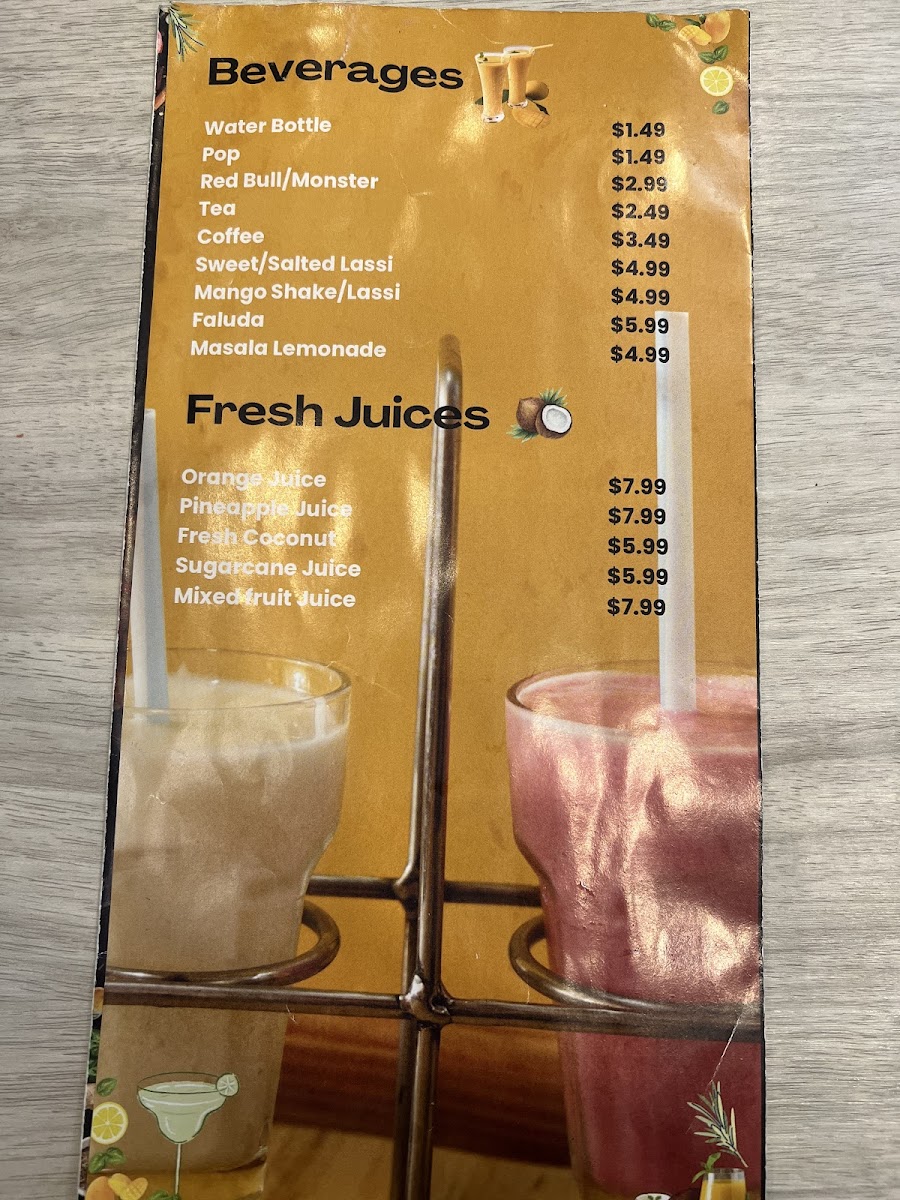 Beverages
Water Bottle $1.49
Pop $1.49
Red Bull/Monster $2.99
Tea $2.49
Coffee $3.49
Sweet/Salted Lassi $4.99
Mango Shake/Lassi $4.99
Faluda $5.99
Masala Lemonade $4.99
Fresh Juices
Orange Juice $7.99
Pineapple Juice $7.99
Fresh Coconut $5.99
Sugarcane Juice $5.99
Mixed fruit Juice $7.99